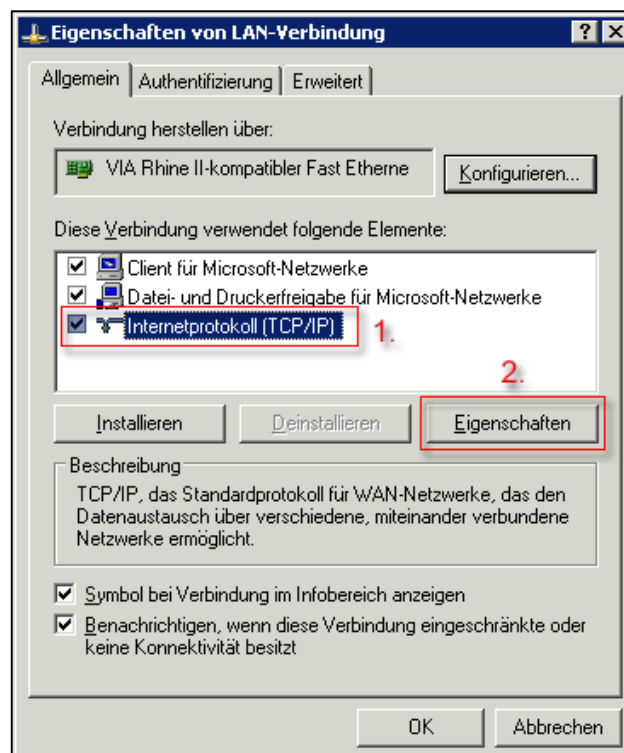 Eigenschaften von LAN-Verbindung
Allgemein
Authentifizierung
Erweitert
Verbindung herstellen über:
VIA Rhine II-kompatibler Fast Etherne
Konfigurieren...
Diese Verbindung verwendet folgende Elemente:
Client für Microsoft-Netzwerke
Datei- und Druckerfreigabe für Microsoft-Netzwerke
Internetprotokoll (TCP/IP)
1.
2.
Installieren
Deinstallieren
Eigenschaften
Beschreibung
TCP/IP, das Standardprotokoll für WAN-Netzwerke, das den
Datenaustausch über verschiedene, miteinander verbundene
Netzwerke ermöglicht.
Symbol bei Verbindung im Infobereich anzeigen
Benachrichtigen, wenn diese Verbindung eingeschränkte oder
keine Konnektivität besitzt
OK
Abbrechen